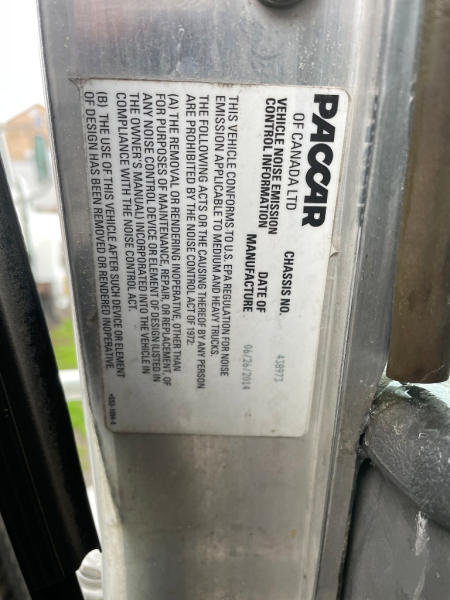 PACCAR
OF CANADA LTD
VEHICLE NOISE EMISSION
CONTROL INFORMATION
CHASSIS NO. 438973
DATE OF
MANUFACTURE 06/26/2014
THIS VEHICLE CONFORMS TO U.S. EPA REGULATION FOR NOISE
EMISSION APPLICABLE TO MEDIUM AND HEAVY TRUCKS.
THE FOLLOWING ACTS OR THE CAUSING THEREOF BY ANY PERSON
ARE PROHIBITED BY THE NOISE CONTROL ACT OF 1972:
(A) THE REMOVAL OR RENDERING INOPERATIVE, OTHER THAN
FOR PURPOSES OF MAINTENANCE, REPAIR, OR REPLACEMENT, OF
ANY NOISE CONTROL DEVICE OR ELEMENT OF DESIGN (LISTED IN
THE OWNER'S MANUAL) INCORPORATED INTO THE VEHICLE IN
COMPLIANCE WITH THE NOISE CONTROL ACT.
(B) THE USE OF THIS VEHICLE AFTER SUCH DEVICE OR ELEMENT
OF DESIGN HAS BEEN REMOVED OR RENDERED INOPERATIVE.